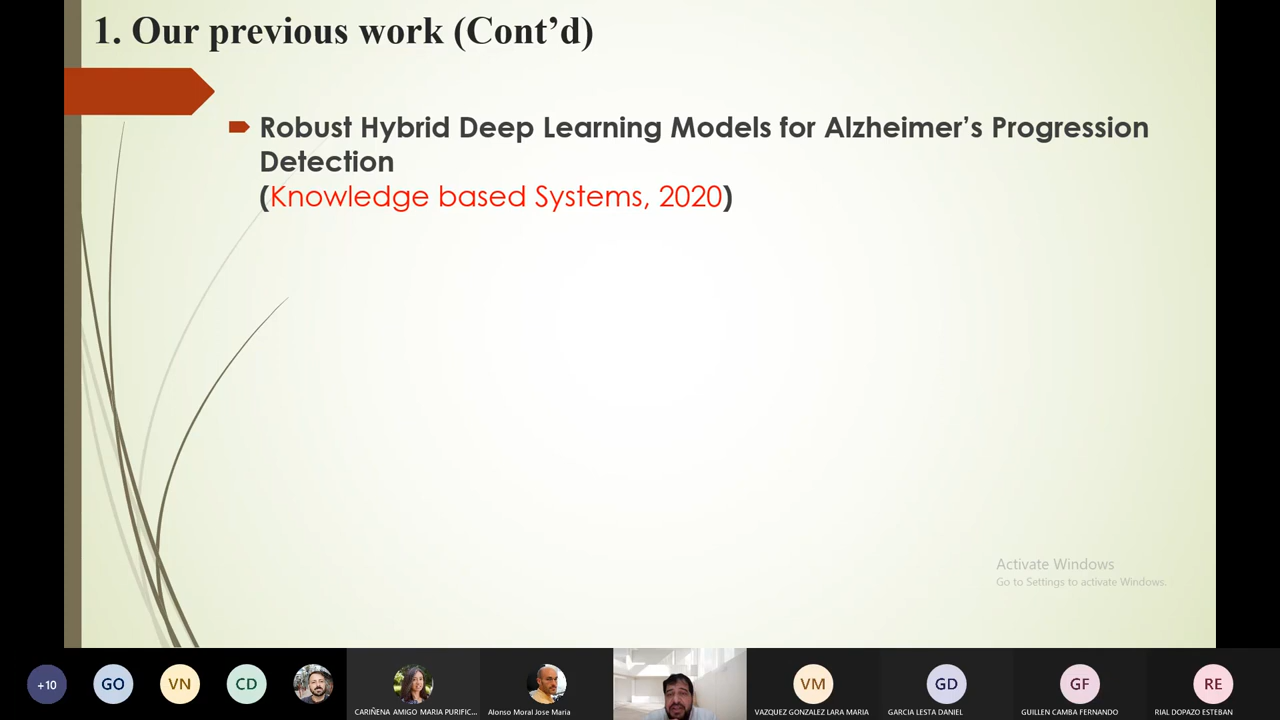 1. Our previous work (Cont’d)
Robust Hybrid Deep Learning Models for Alzheimer’s Progression
Detection
(Knowledge based Systems, 2020)
Activate Windows
Go to Settings to activate Windows.
+10
GO
VN
CD
CARIÑENA AMIGO MARIA PURIFIC...
Alonso Moral Jose Maria
VM
VAZQUEZ GONZALEZ LARA MARIA
GD
GARCIA LESTA DANIEL
GF
GUILLEN CAMBA FERNANDO
RE
RIAL DOPAZO ESTEBAN